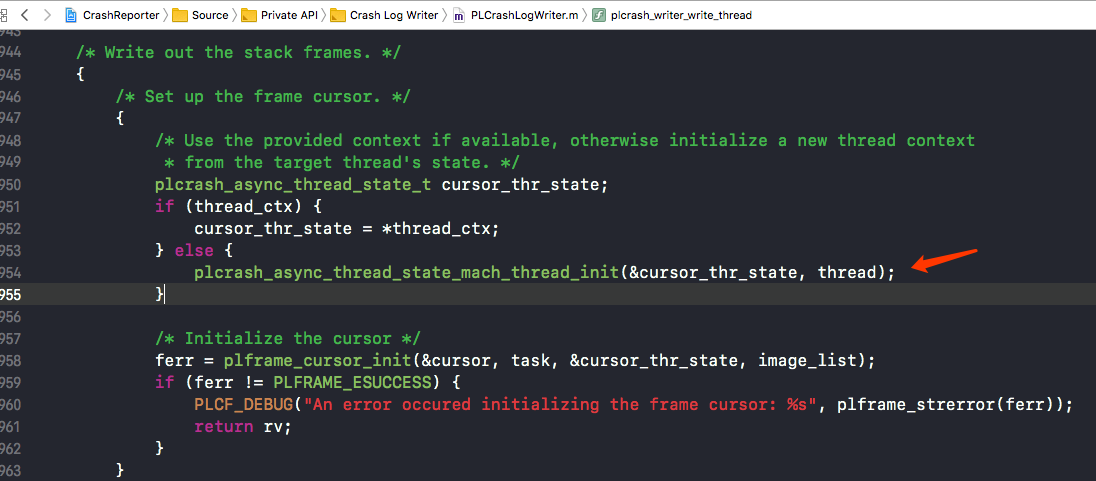 CrashReporter Source Private API Crash Log Writer PLCrashLogWriter.m plcrash_writer_write_thread
943
944 /* Write out the stack frames. */
945 {
946 /* Set up the frame cursor. */
947 {
948 /* Use the provided context if available, otherwise initialize a new thread context
949 * from the target thread's state. */
950 plcrash_async_thread_state_t cursor_thr_state;
951 if (thread_ctx) {
952 cursor_thr_state = *thread_ctx;
953 } else {
954 plcrash_async_thread_state_mach_thread_init(&cursor_thr_state, thread);
955 }
956
957 /* Initialize the cursor */
958 ferr = plframe_cursor_init(&cursor, task, &cursor_thr_state, image_list);
959 if (ferr != PLFRAME_ESUCCESS) {
960 PLCF_DEBUG("An error occured initializing the frame cursor: %s", plframe_strerror(ferr));
961 return rv;
962 }
963 }